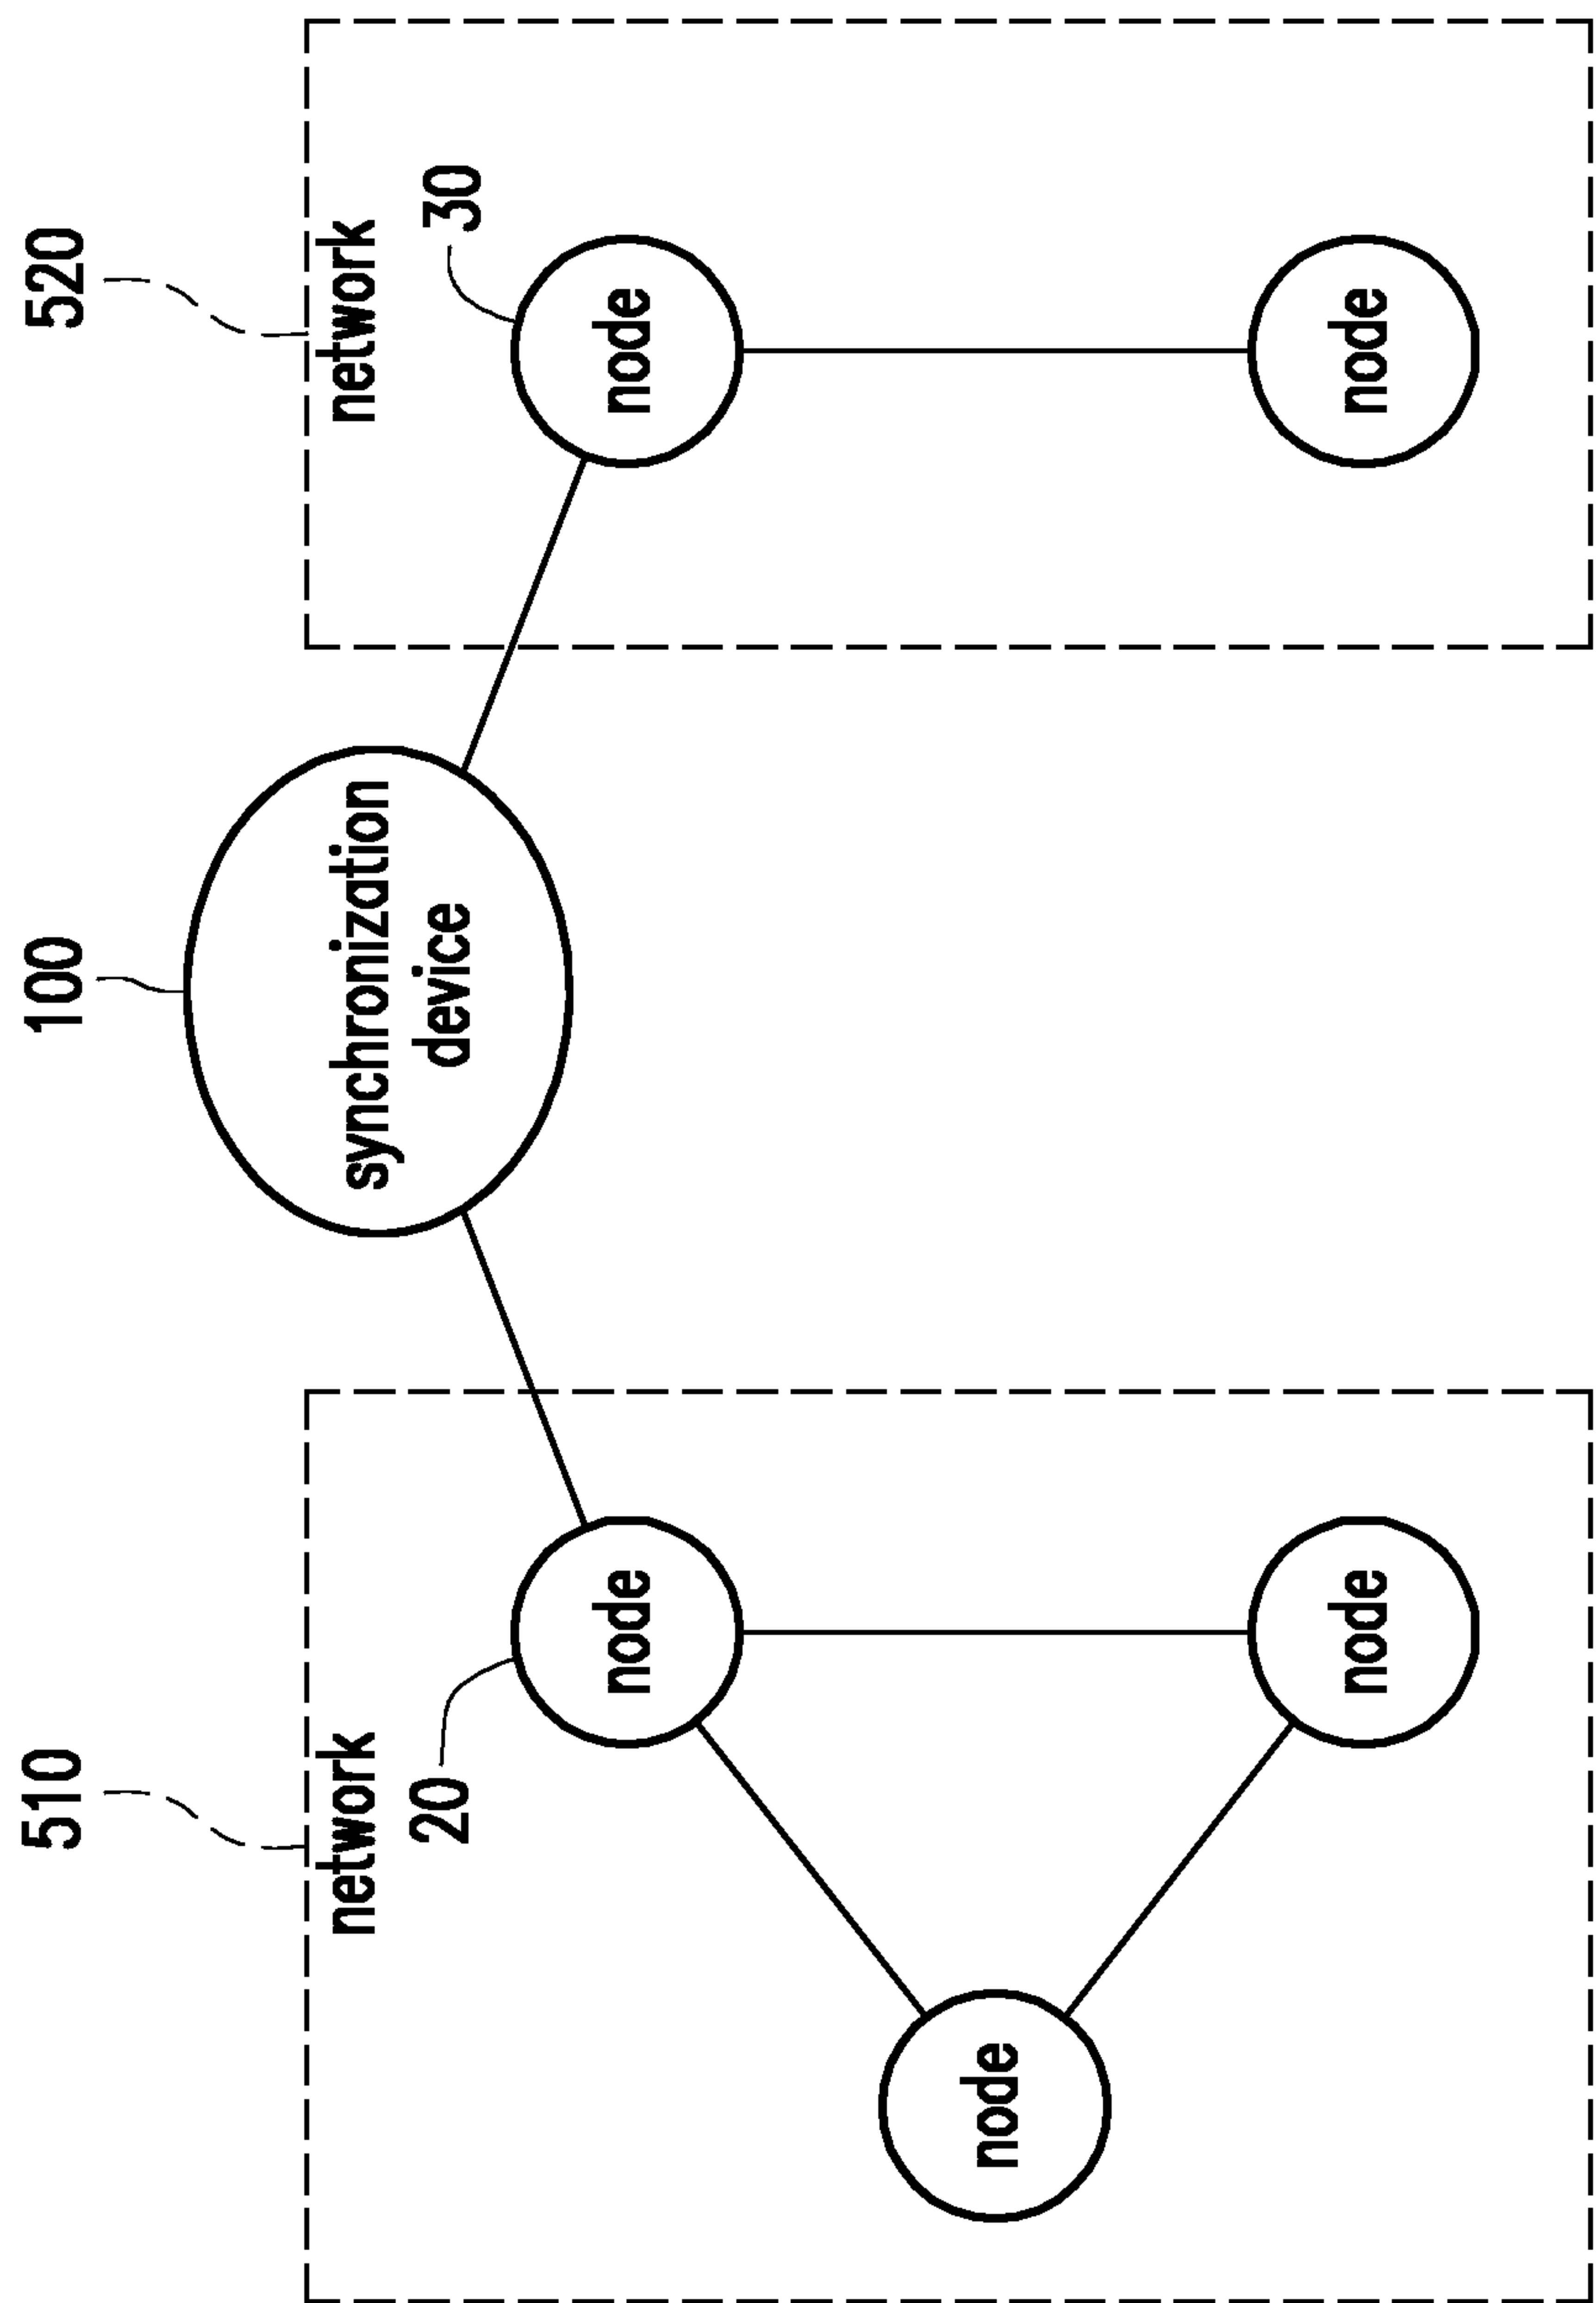 510
100
520
network
network
20
30
synchronization
device
node
node
node
node
node